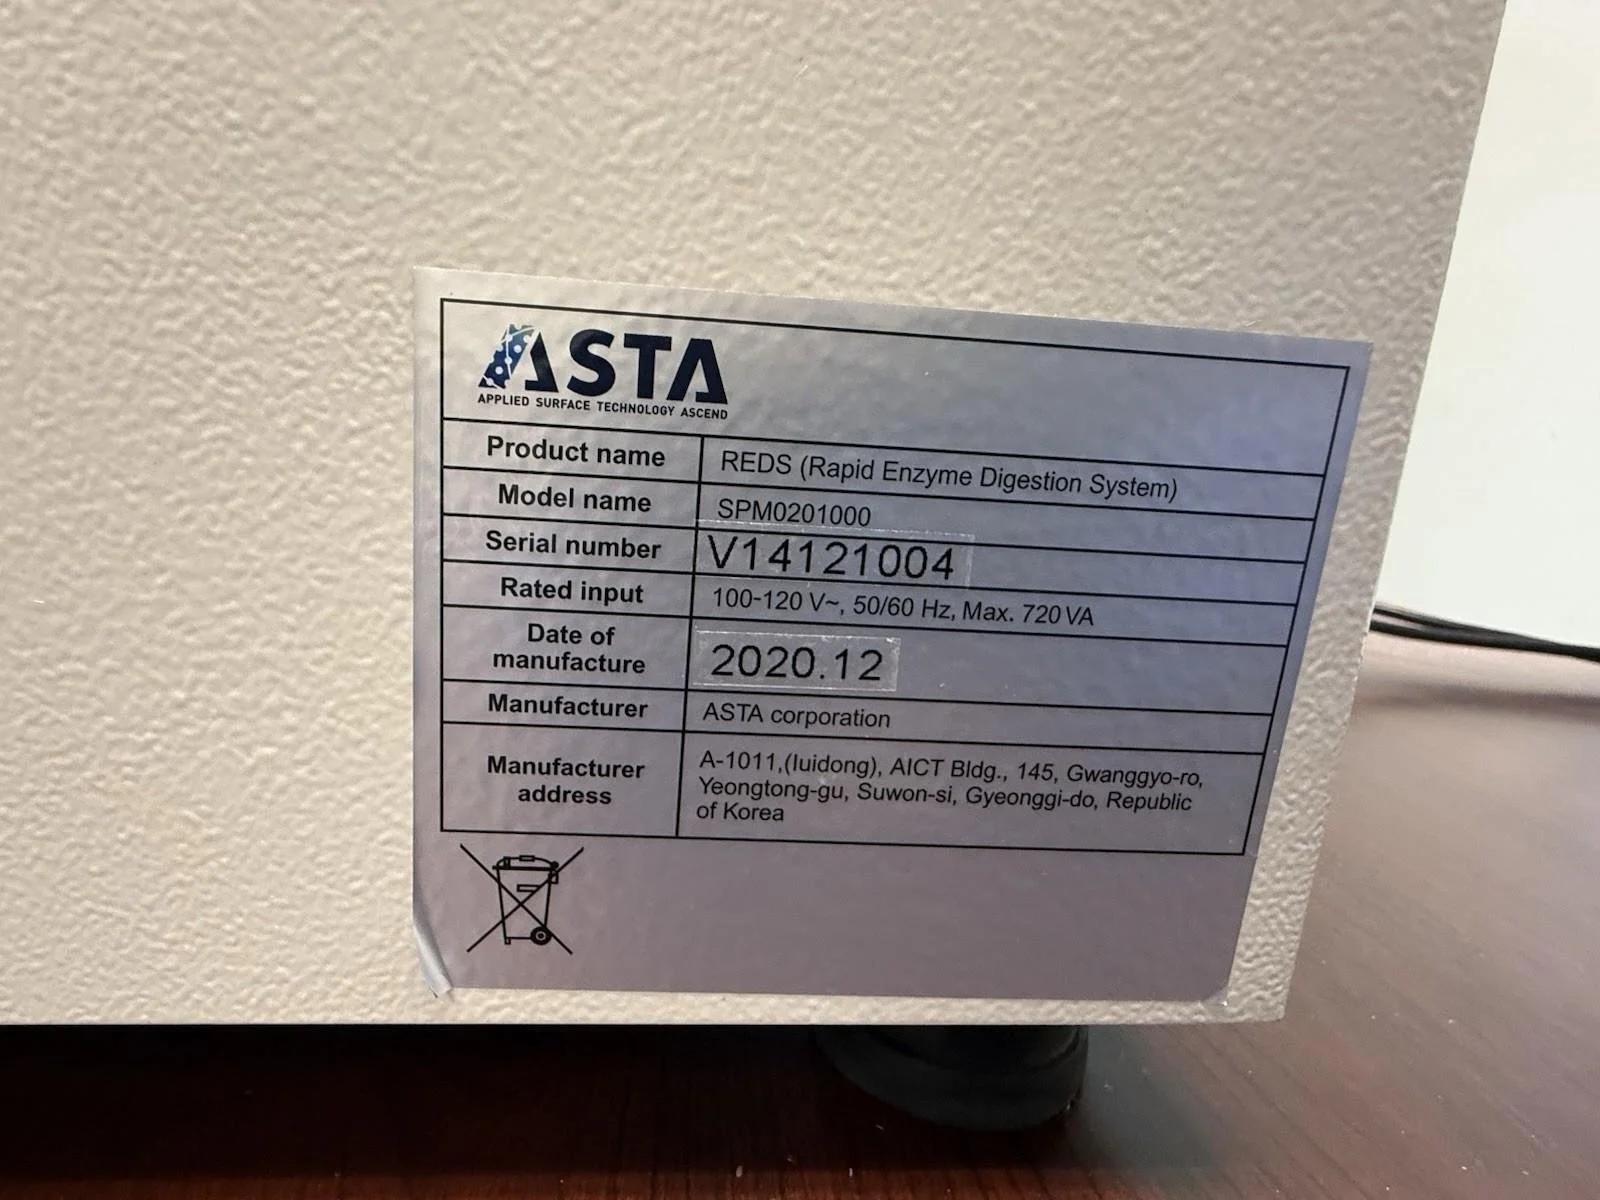 ASTA
APPLIED SURFACE TECHNOLOGY ASCEND
Product name REDS (Rapid Enzyme Digestion System)
Model name SPM0201000
Serial number V14121004
Rated input 100-120 V~, 50/60 Hz, Max. 720 VA
Date of
manufacture 2020.12
Manufacturer ASTA corporation
Manufacturer
address
A-1011,(Iuidong), AICT Bldg., 145, Gwanggyo-ro,
Yeongtong-gu, Suwon-si, Gyeonggi-do, Republic
of Korea